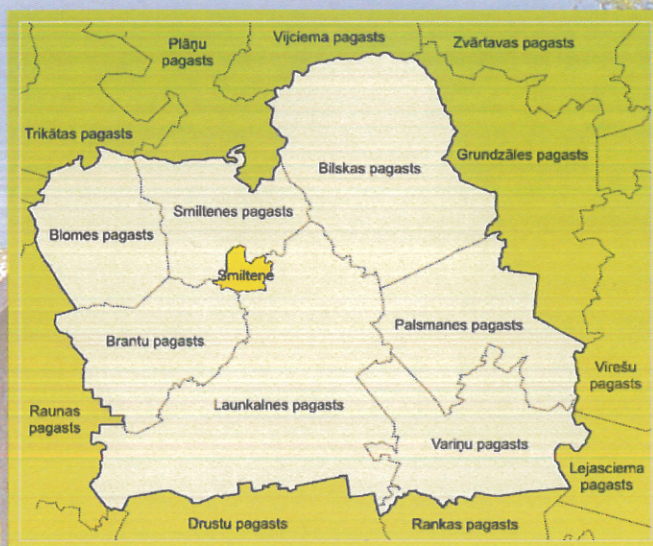 Plāņu
pagasts
Vijciema pagasts
Zvārtavas pagasts
Trikātas pagasts
Grundzāles pagasts
Bilskas pagasts
Smiltenes pagasts
Blomes pagasts
Smiltene
Brantu pagasts
Palsmanes pagasts
Virešu
pagasts
Raunas
pagasts
Launkalnes pagasts
Variņu pagasts
Lejasciema
pagasts
Drustu pagasts
Rankas pagasts